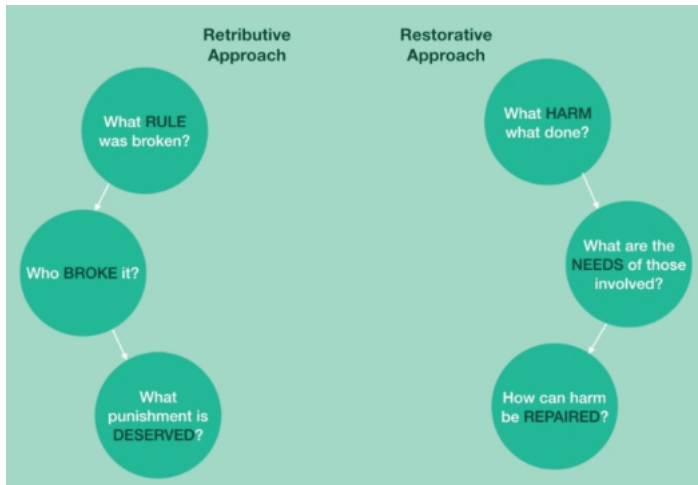 Retributive
Approach
What RULE
was broken?
Who BROKE it?
What
punishment is
DESERVED?
Restorative
Approach
What HARM
what done?
What are the
NEEDS of those
involved?
How can harm
be REPAIRED?